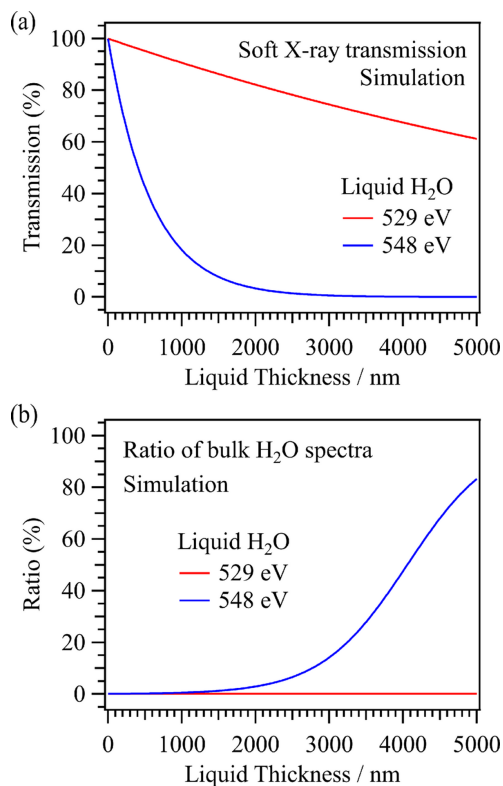 (a)
100
80
60
40
20
0
Transmission (%)
Soft X-ray transmission
Simulation
Liquid H₂O
529 eV
548 eV
0 1000 2000 3000 4000 5000
Liquid Thickness / nm
(b)
100
80
60
40
20
0
Ratio (%)
Ratio of bulk H₂O spectra
Simulation
Liquid H₂O
529 eV
548 eV
0 1000 2000 3000 4000 5000
Liquid Thickness / nm